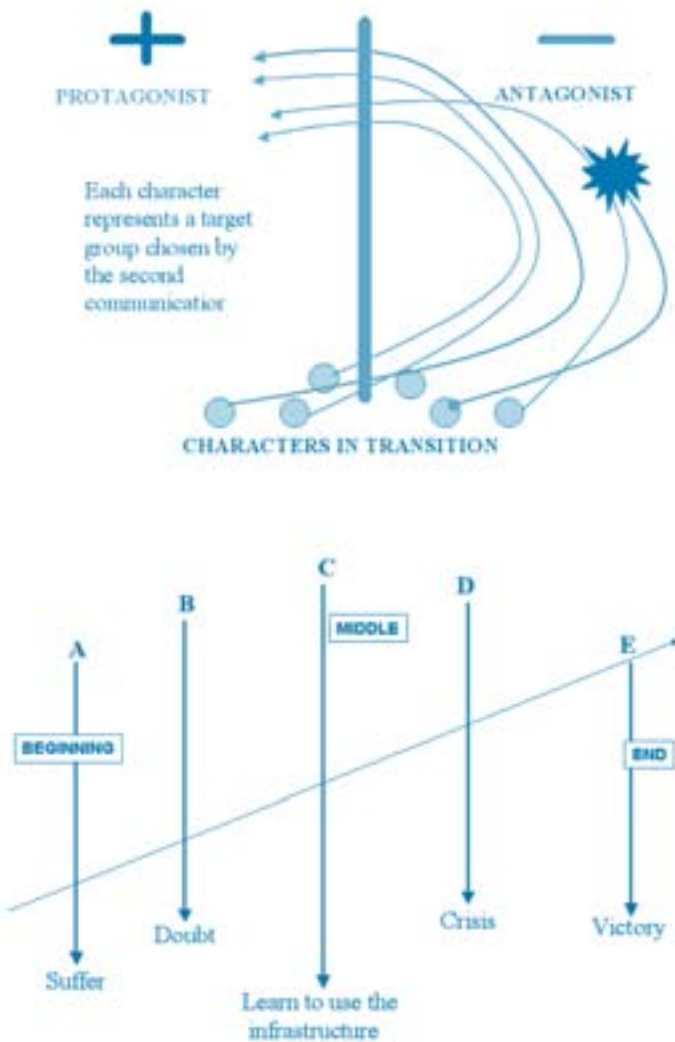 PROTAGONIST
ANTAGONIST
Each character
represents a target
group chosen by
the second
communicatior
CHARACTERS IN TRANSITION
A
B
C
D
E
BEGINNING
MIDDLE
END
Suffer
Doubt
Learn to use the
infrastructure
Crisis
Victory